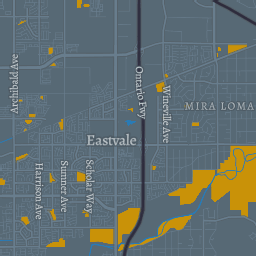 Archibald Ave
Ontario Fwy
Wineville Ave
MIRA LOMA
Eastvale
Harrison Ave
Sumner Ave
Scholar Way